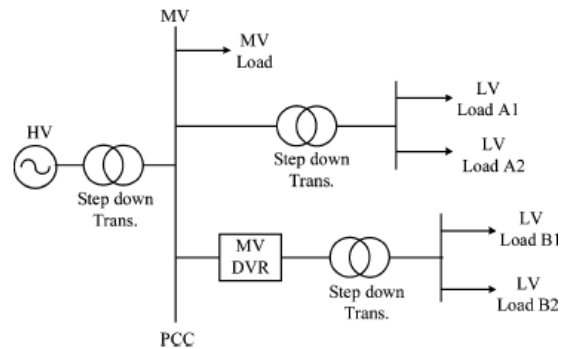 MV
MV
Load
HV
Step down
Trans.
Step down
Trans.
LV
Load A1
LV
Load A2
MV
DVR
Step down
Trans.
LV
Load B1
LV
Load B2
PCC